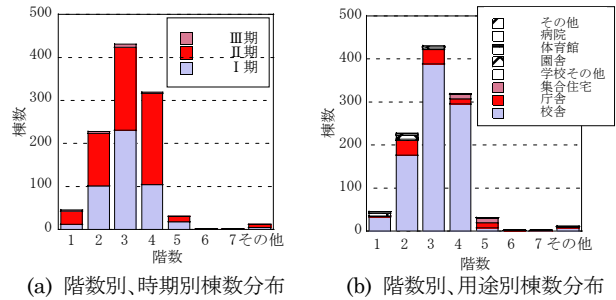 500
400
300
200
100
0
棟数
Ⅲ期
Ⅱ期
Ⅰ期
1 2 3 4 5 6 7 その他
階数
(a) 階数別、時期別棟数分布
500
400
300
200
100
0
棟数
その他
病院
体育館
園舎
学校その他
集合住宅
庁舎
校舎
1 2 3 4 5 6 7 その他
階数
(b) 階数別、用途別棟数分布